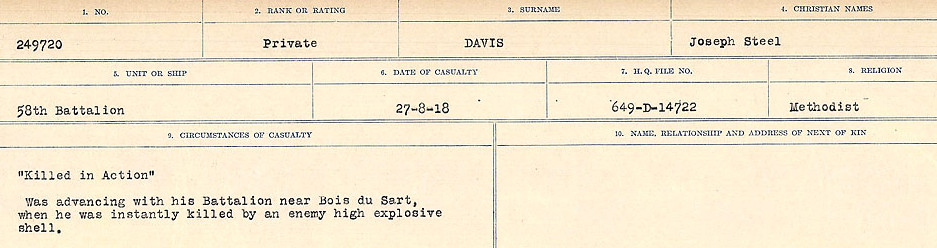 1. NO. 2. RANK OR RATING 3. SURNAME 4. CHRISTIAN NAMES
249720 Private DAVIS Joseph Steel
5. UNIT OR SHIP 6. DATE OF CASUALTY 7. H.Q. FILE NO. 8. RELIGION
58th Battalion 27-8-18 649-D-14722 Methodist
9. CIRCUMSTANCES OF CASUALTY 10. NAME, RELATIONSHIP AND ADDRESS OF NEXT OF KIN
"Killed in Action"
Was advancing with his Battalion near Bois du Sart,
when he was instantly killed by an enemy high explosive
shell.